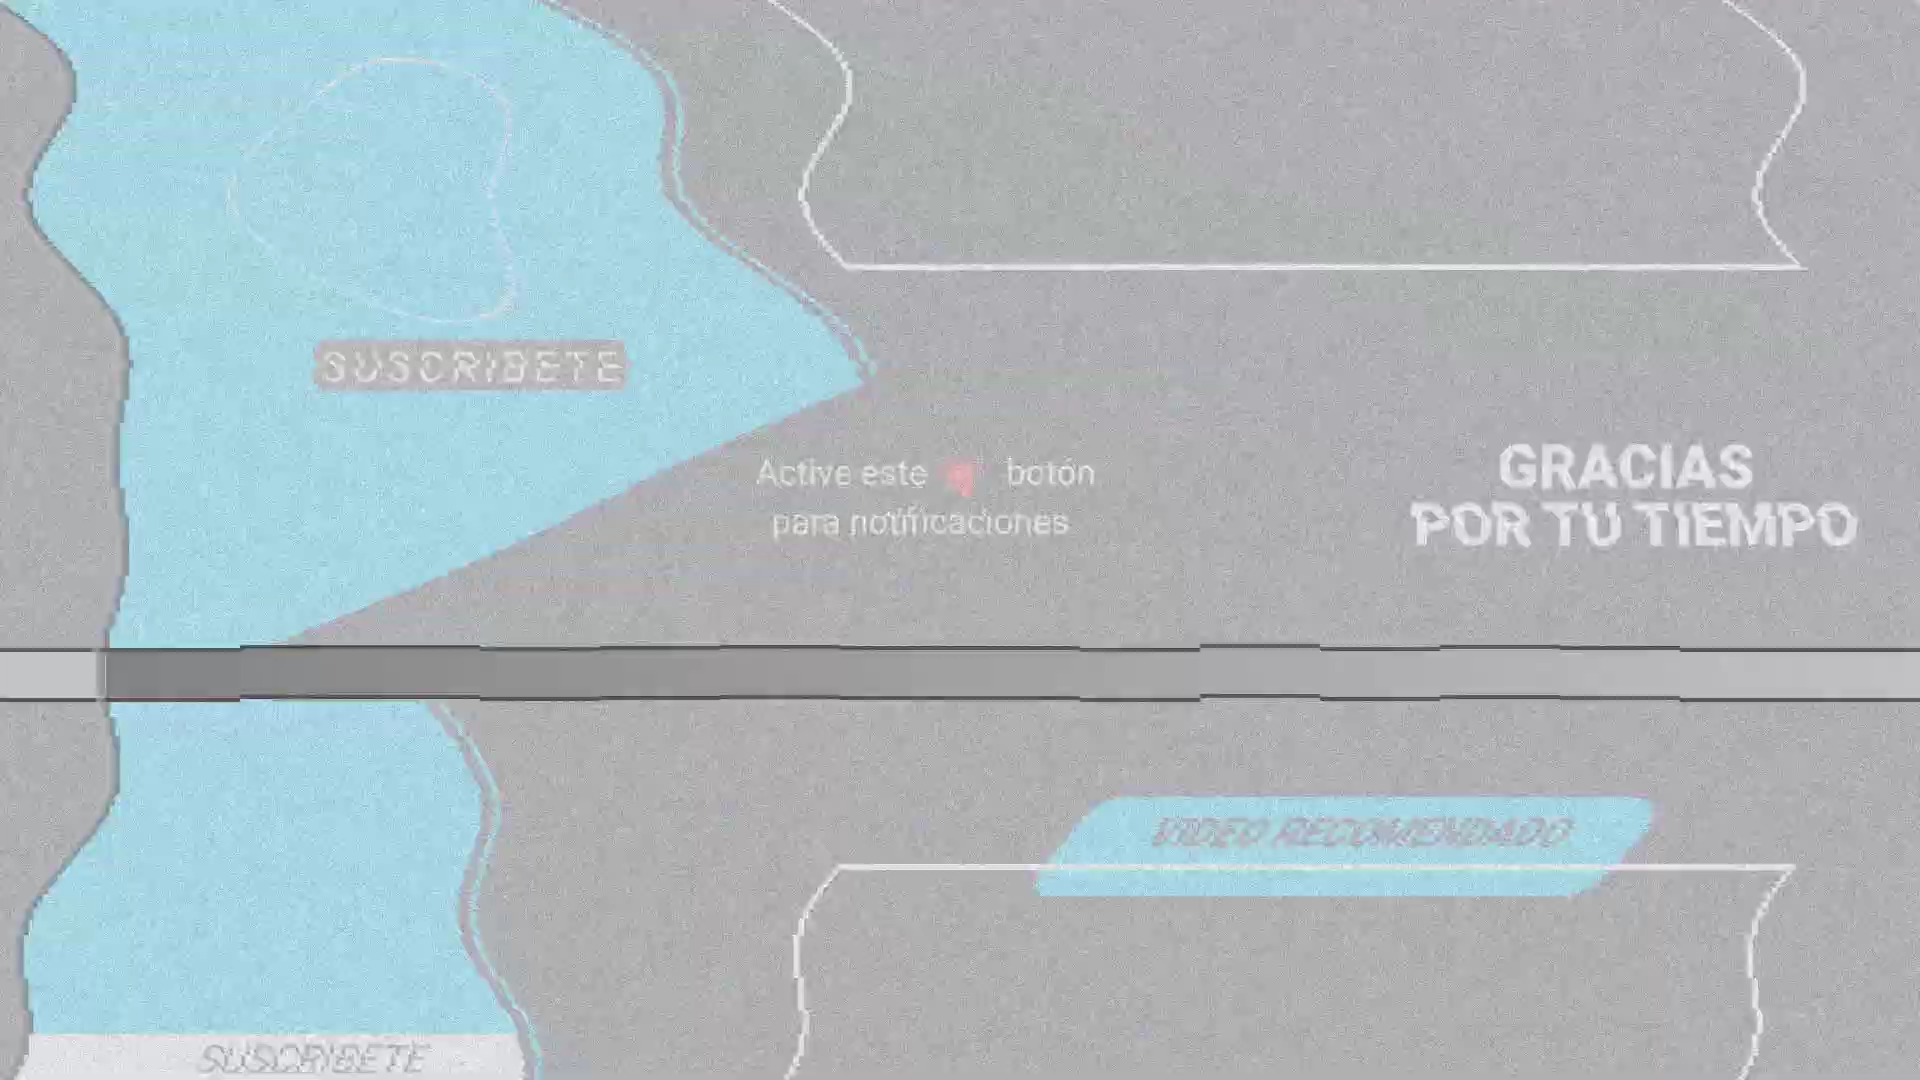 SUSCRIBETE
Active este botón
para notificaciones
GRACIAS
POR TU TIEMPO
VIDEO RECOMENDADO
SUSCRIBETE